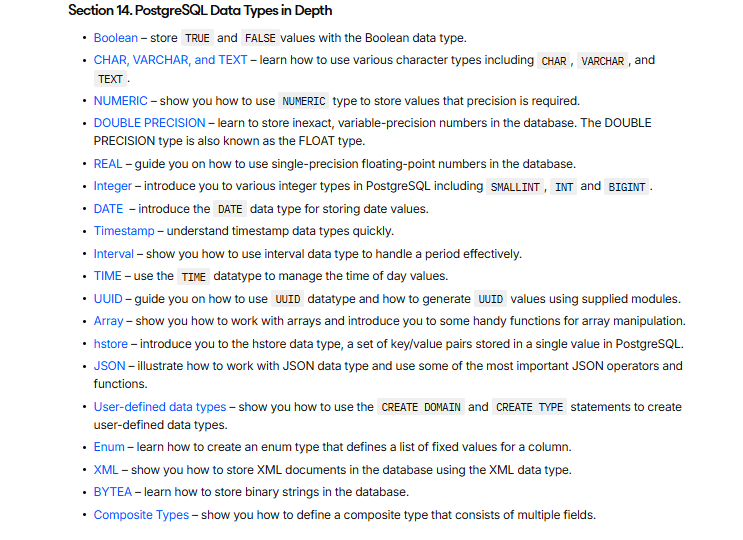 Section 14. PostgreSQL Data Types in Depth
• Boolean – store TRUE and FALSE values with the Boolean data type.
• CHAR, VARCHAR, and TEXT – learn how to use various character types including CHAR, VARCHAR, and
TEXT.
• NUMERIC – show you how to use NUMERIC type to store values that precision is required.
• DOUBLE PRECISION – learn to store inexact, variable-precision numbers in the database. The DOUBLE
PRECISION type is also known as the FLOAT type.
• REAL – guide you on how to use single-precision floating-point numbers in the database.
• Integer – introduce you to various integer types in PostgreSQL including SMALLINT, INT and BIGINT.
• DATE – introduce the DATE data type for storing date values.
• Timestamp – understand timestamp data types quickly.
• Interval – show you how to use interval data type to handle a period effectively.
• TIME – use the TIME datatype to manage the time of day values.
• UUID – guide you on how to use UUID datatype and how to generate UUID values using supplied modules.
• Array – show you how to work with arrays and introduce you to some handy functions for array manipulation.
• hstore – introduce you to the hstore data type, a set of key/value pairs stored in a single value in PostgreSQL.
• JSON – illustrate how to work with JSON data type and use some of the most important JSON operators and
functions.
• User-defined data types – show you how to use the CREATE DOMAIN and CREATE TYPE statements to create
user-defined data types.
• Enum – learn how to create an enum type that defines a list of fixed values for a column.
• XML – show you how to store XML documents in the database using the XML data type.
• BYTEA – learn how to store binary strings in the database.
• Composite Types – show you how to define a composite type that consists of multiple fields.